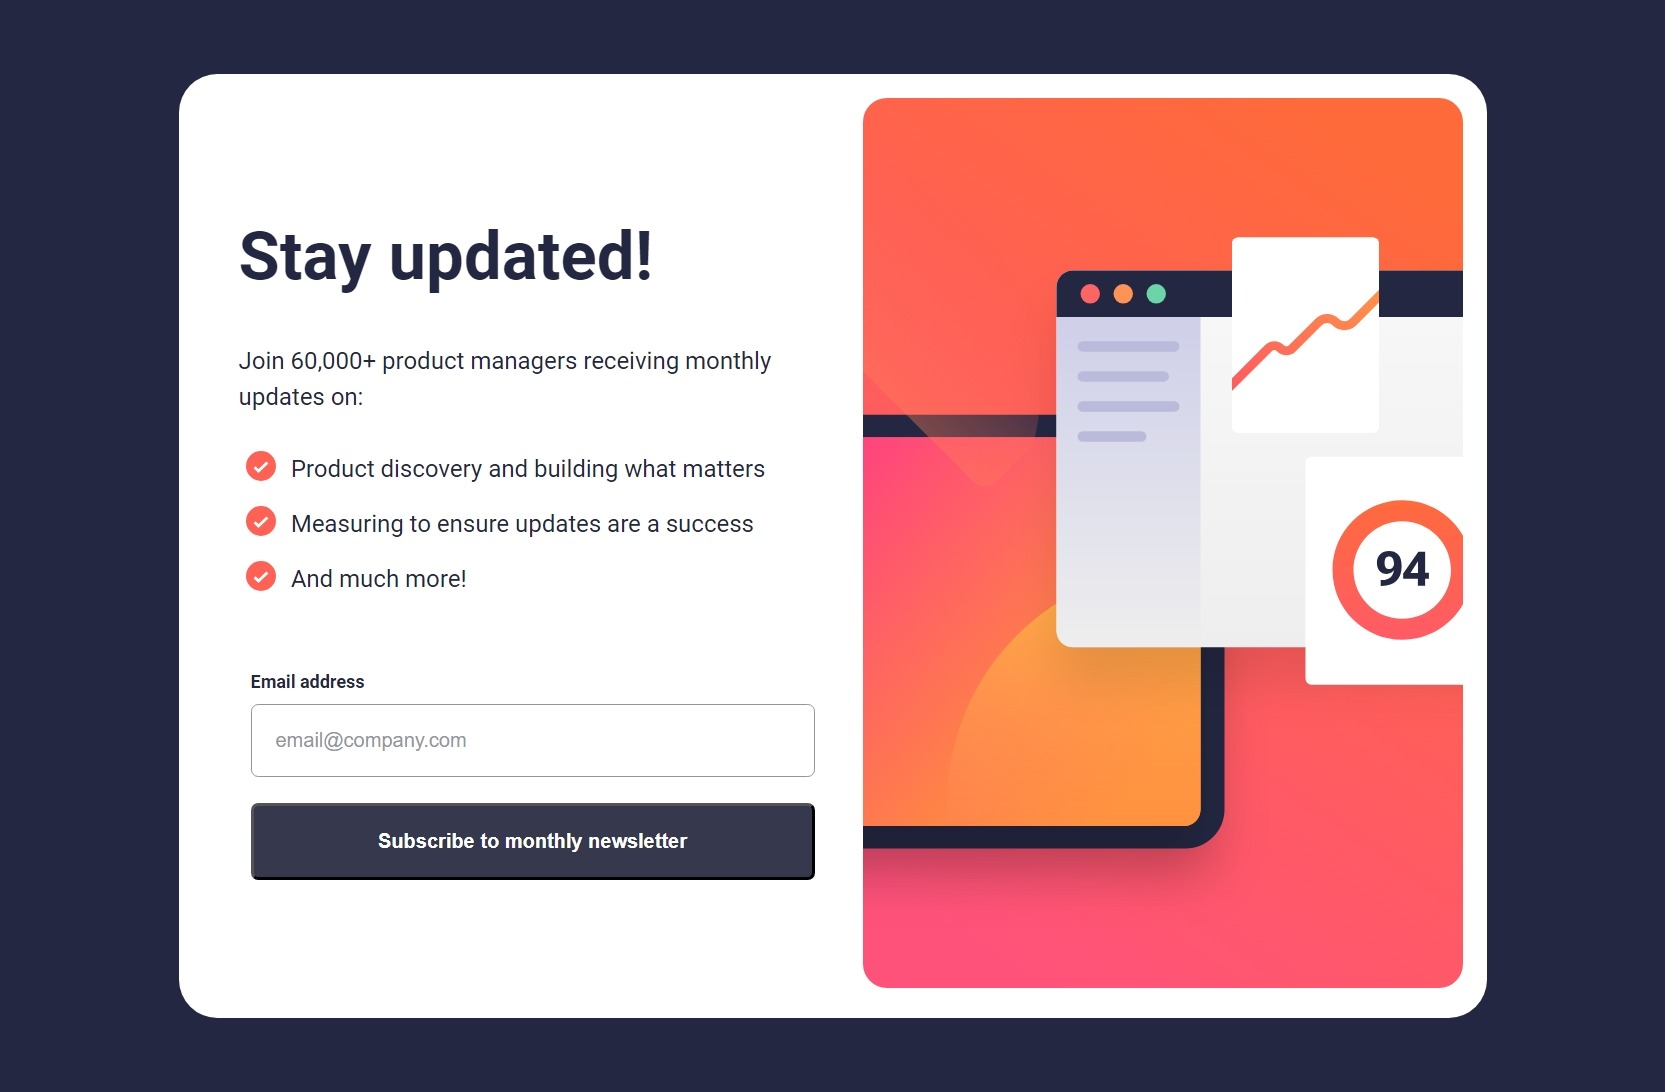 Stay updated!
Join 60,000+ product managers receiving monthly
updates on:
Product discovery and building what matters
Measuring to ensure updates are a success
And much more!
Email address
email@company.com
Subscribe to monthly newsletter
94